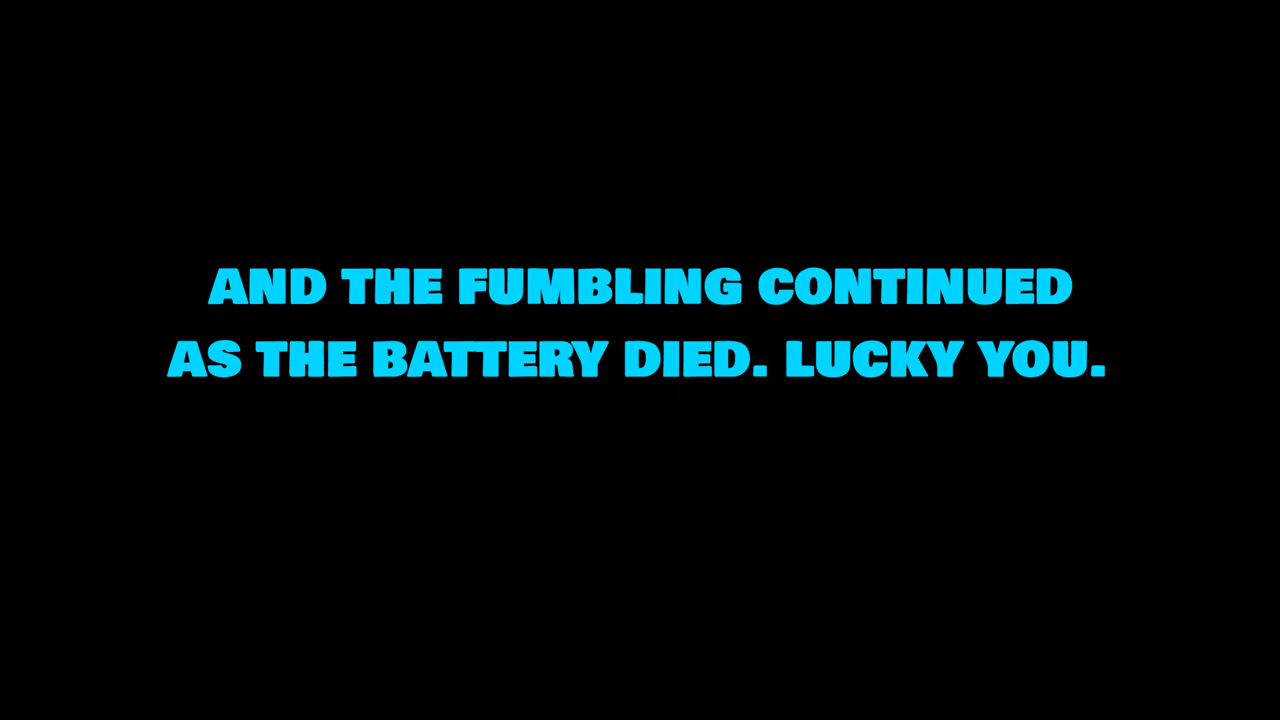 AND THE FUMBLING CONTINUED
AS THE BATTERY DIED. LUCKY YOU.